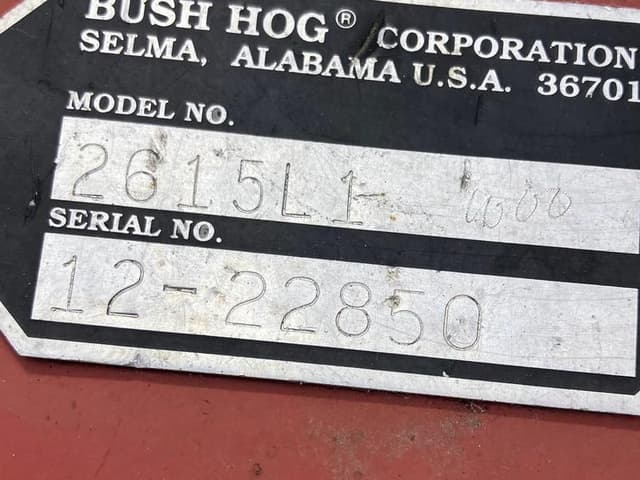 BUSH HOG® CORPORATION
SELMA, ALABAMA U.S.A. 36701
MODEL NO.
2615L1
SERIAL NO.
12-22850